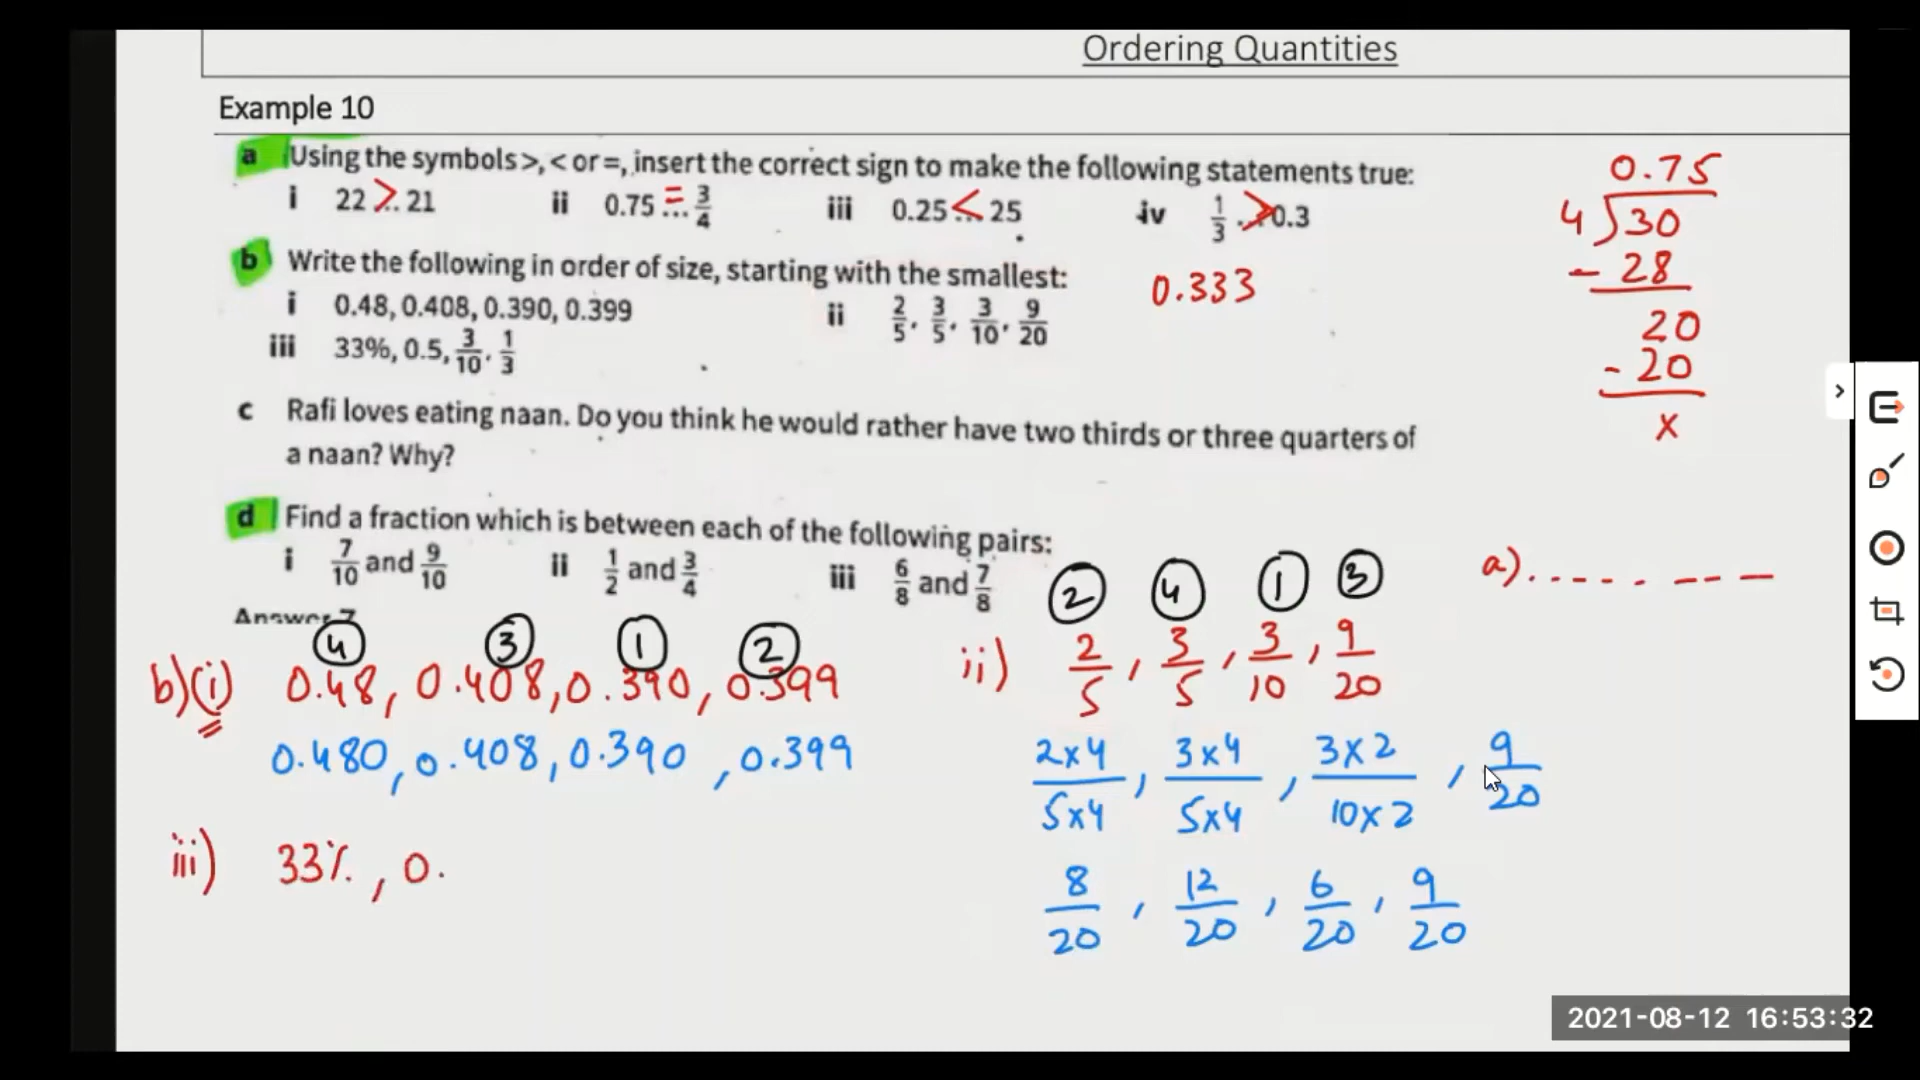 Ordering Quantities
Example 10
a Using the symbols >, < or =, insert the correct sign to make the following statements true:
i 22 > .. 21 ii 0.75 = ... 3/4 iii 0.25 < ... 25 iv 1/3 > 0.3
0.333
b Write the following in order of size, starting with the smallest:
i 0.48, 0.408, 0.390, 0.399 ii 2/5, 3/5, 3/10, 9/20
iii 33%, 0.5, 3/10, 1/3
c Rafi loves eating naan. Do you think he would rather have two thirds or three quarters of
a naan? Why?
d Find a fraction which is between each of the following pairs:
i 7/10 and 9/10 ii 1/2 and 3/4 iii 6/8 and 7/8
0.75
4 ) 30
- 28
20
- 20
x
a) ..... - - -
4 3 1 2
b)(i) 0.48, 0.408, 0.390, 0.399
0.480, 0.408, 0.390, 0.399
iii) 33%, 0.
2 4 1 3
ii) 2/5, 3/5, 3/10, 9/20
2x4/5x4, 3x4/5x4, 3x2/10x2, 9/20
8/20, 12/20, 6/20, 9/20
2021-08-12 16:53:32